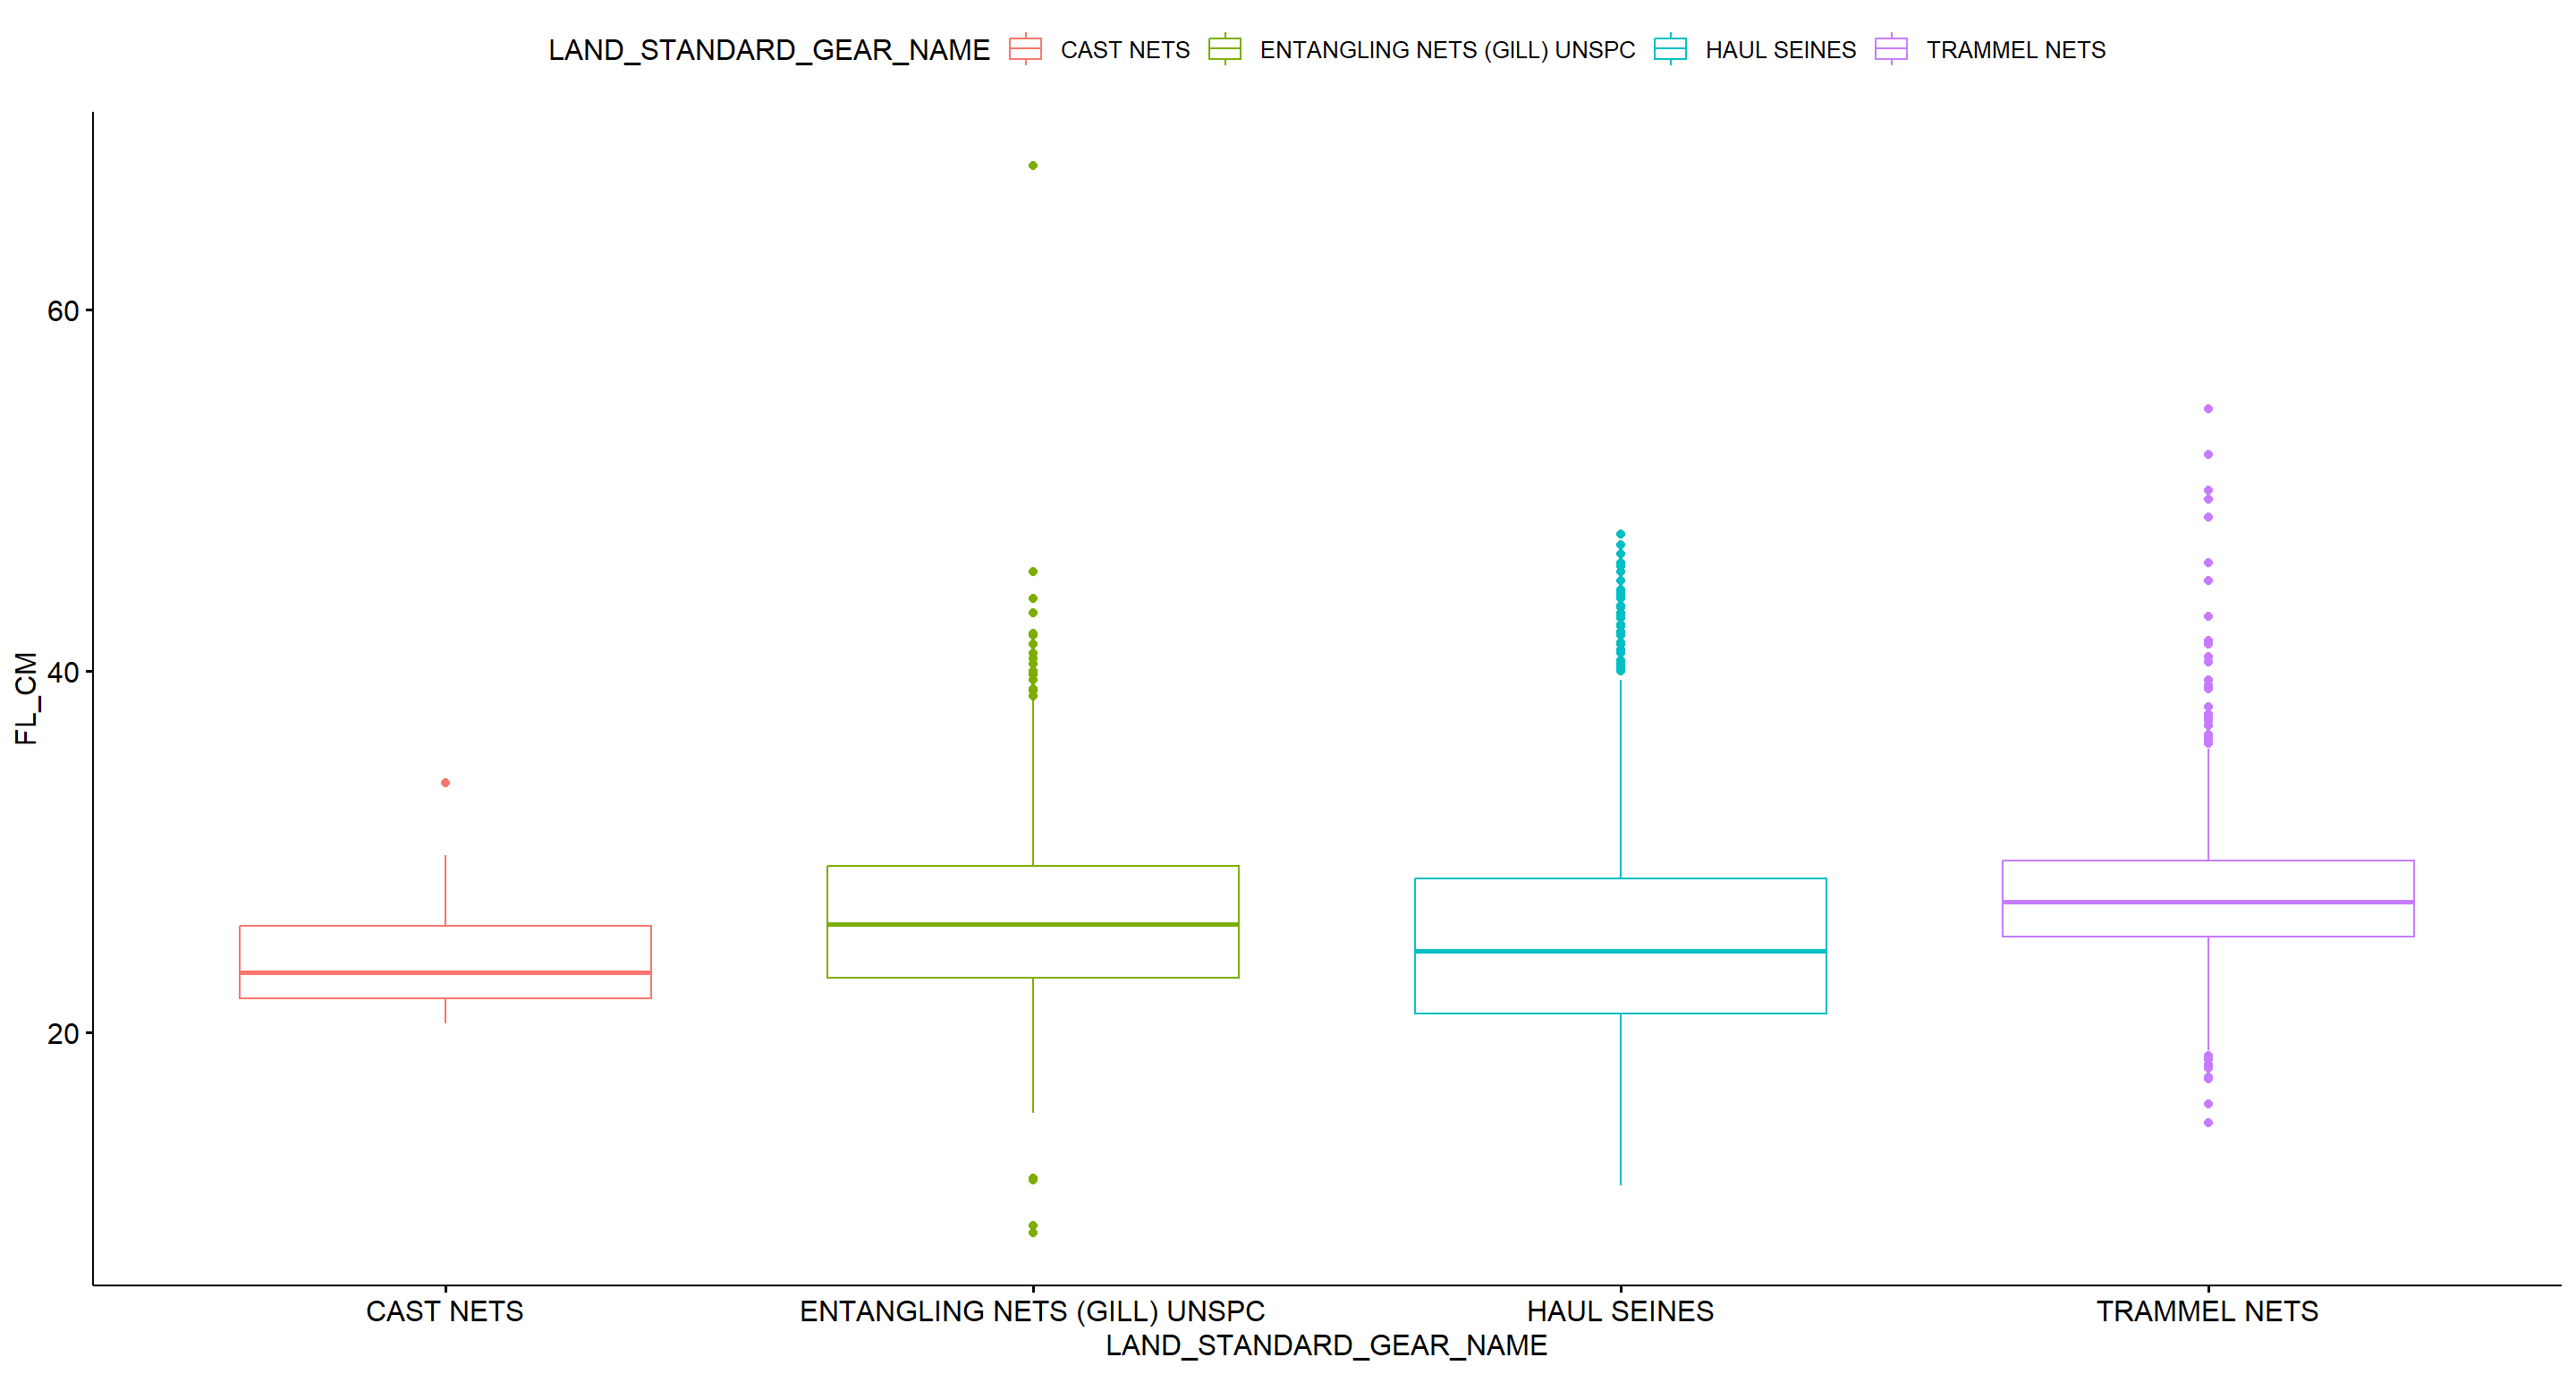 LAND_STANDARD_GEAR_NAME CAST NETS ENTANGLING NETS (GILL) UNSPC HAUL SEINES TRAMMEL NETS
60
40
20
FL_CM
CAST NETS ENTANGLING NETS (GILL) UNSPC HAUL SEINES TRAMMEL NETS
LAND_STANDARD_GEAR_NAME